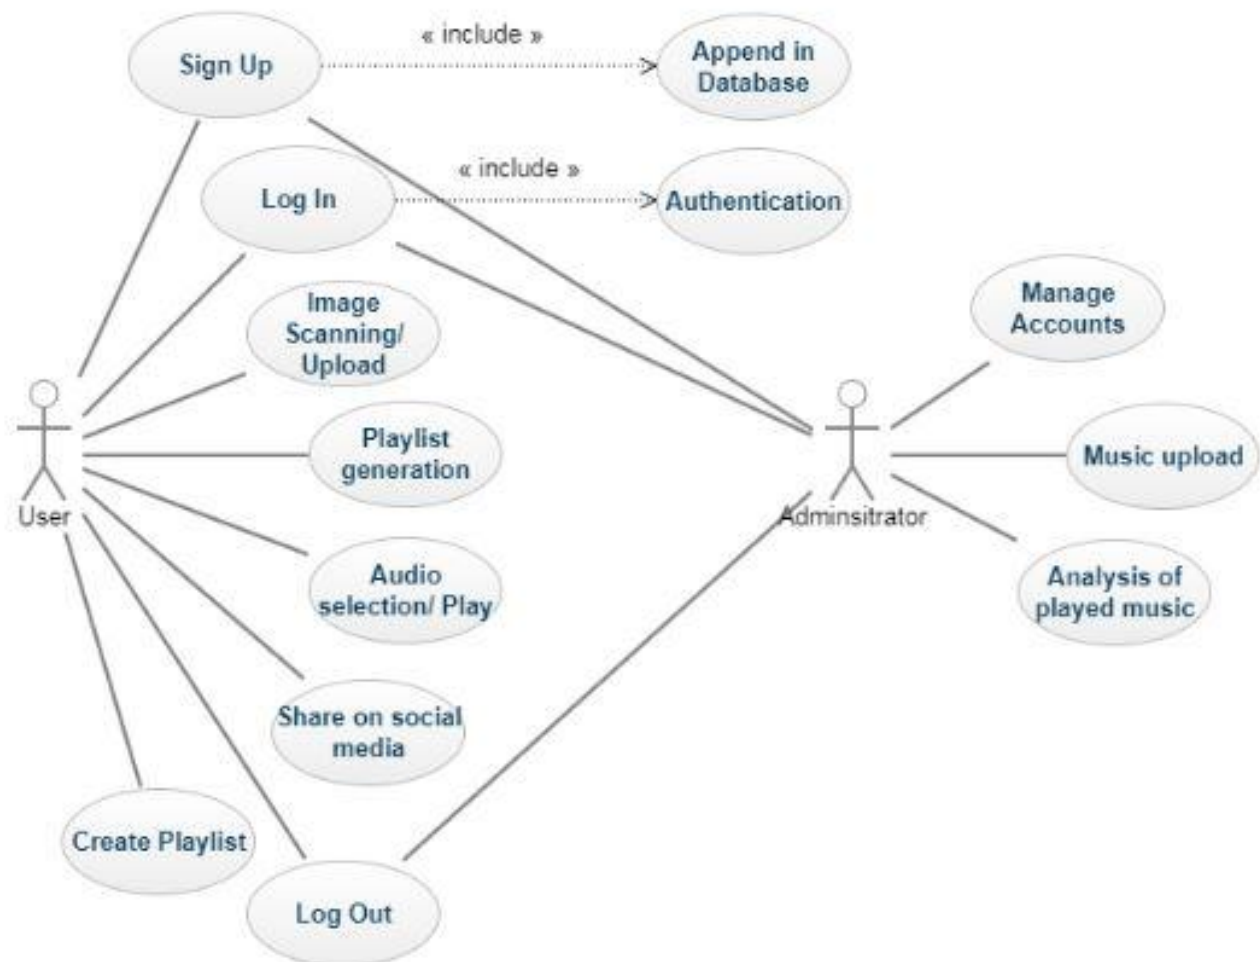 « include »
Sign Up
Append in
Database
« include »
Log In
Authentication
Image
Scanning/
Upload
Manage
Accounts
Playlist
generation
Music upload
User
Adminsitrator
Audio
selection/ Play
Analysis of
played music
Share on social
media
Create Playlist
Log Out